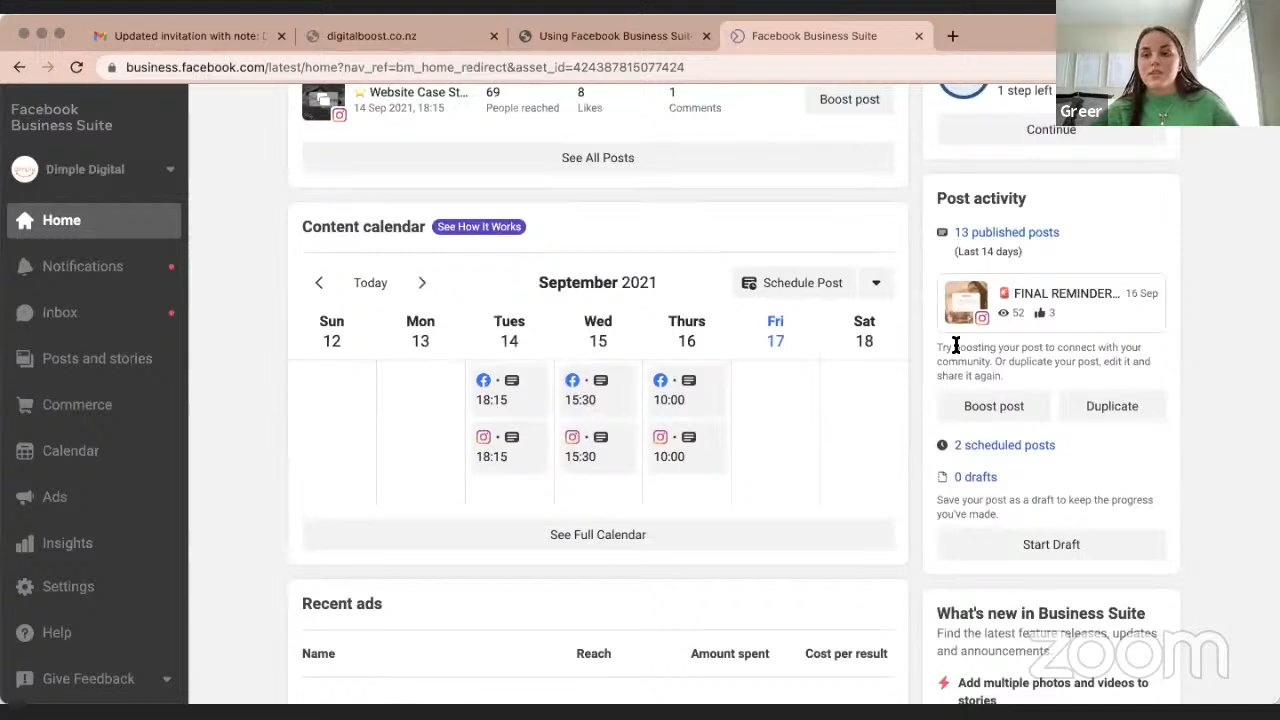 Updated invitation with note: D
digitalboost.co.nz
Using Facebook Business Suit
Facebook Business Suite
business.facebook.com/latest/home?nav_ref=bm_home_redirect&asset_id=424387815077424
Greer
Facebook
Business Suite
Dimple Digital
Home
Notifications
Inbox
Posts and stories
Commerce
Calendar
Ads
Insights
Settings
Help
Give Feedback
Website Case St... 69 8 1
14 Sep 2021, 18:15 People reached Likes Comments
Boost post
See All Posts
Content calendar See How It Works
Today September 2021 Schedule Post
Sun Mon Tues Wed Thurs Fri Sat
12 13 14 15 16 17 18
18:15 15:30 10:00
18:15 15:30 10:00
See Full Calendar
Recent ads
Name Reach Amount spent Cost per result
1 step left
Continue
Post activity
13 published posts
(Last 14 days)
FINAL REMINDER... 16 Sep
52 3
Try boosting your post to connect with your
community. Or duplicate your post, edit it and
share it again.
Boost post Duplicate
2 scheduled posts
0 drafts
Save your post as a draft to keep the progress
you've made.
Start Draft
What's new in Business Suite
Find the latest feature releases, updates
and announcements.
Add multiple photos and videos to
stories
zoom